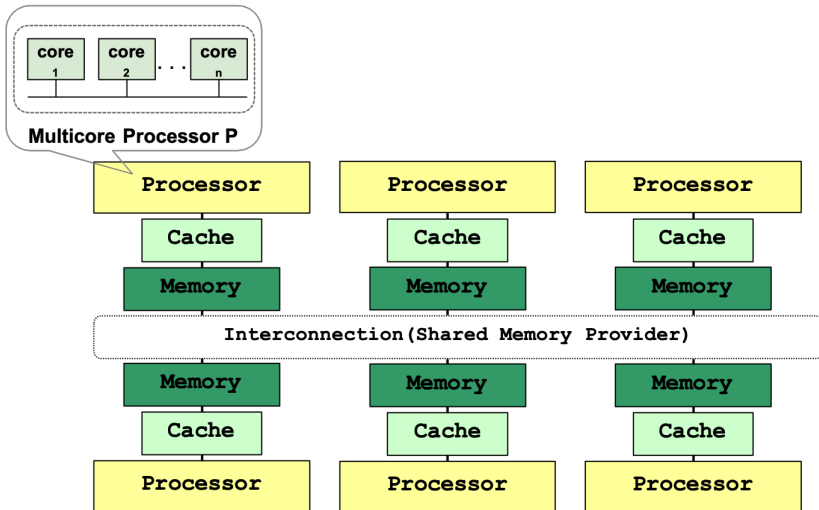 core core core
1 2 . . . n
Multicore Processor P
Processor Processor Processor
Cache Cache Cache
Memory Memory Memory
Interconnection(Shared Memory Provider)
Memory Memory Memory
Cache Cache Cache
Processor Processor Processor